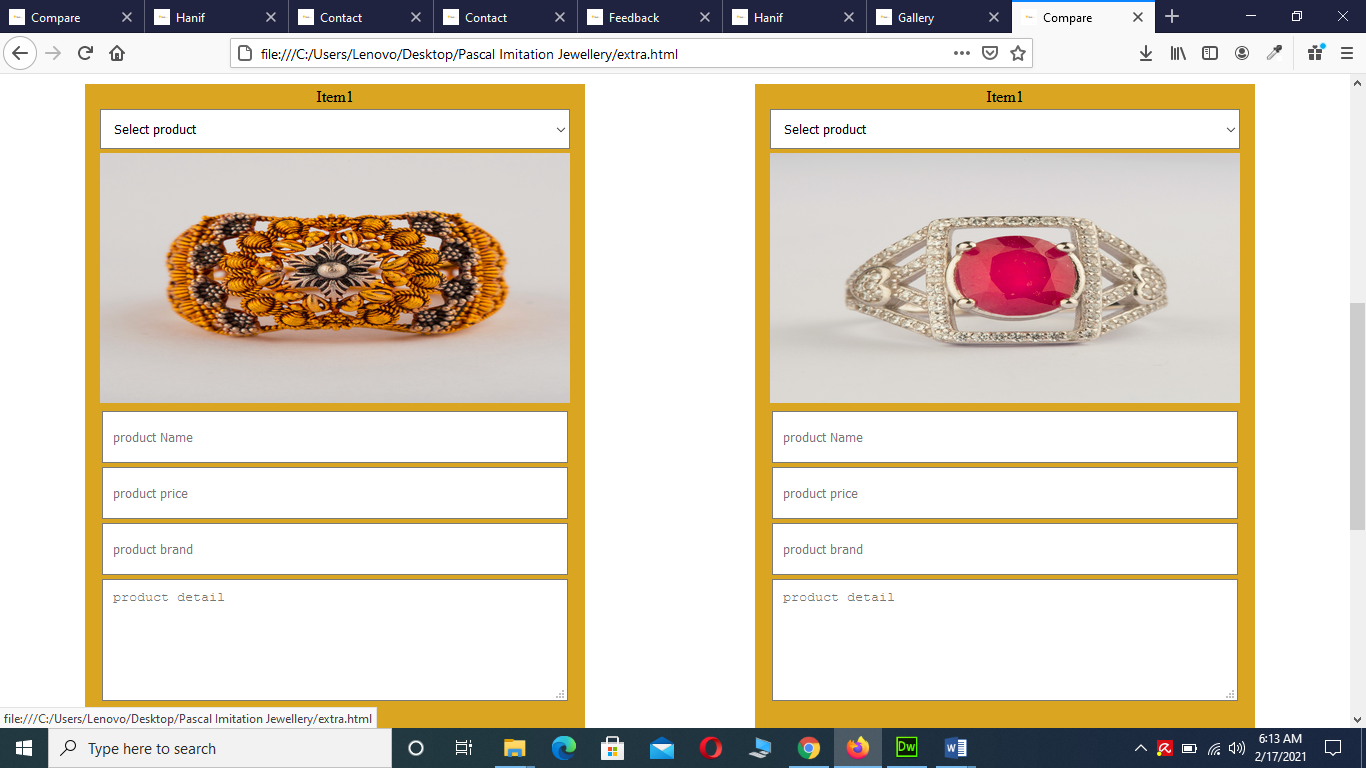 Compare
Hanif
Contact
Contact
Feedback
Hanif
Gallery
Compare
file:///C:/Users/Lenovo/Desktop/Pascal Imitation Jewellery/extra.html
Item1
Select product
product Name
product price
product brand
product detail
Item1
Select product
product Name
product price
product brand
product detail
file:///C:/Users/Lenovo/Desktop/Pascal Imitation Jewellery/extra.html
Type here to search
Dw
6:13 AM
2/17/2021